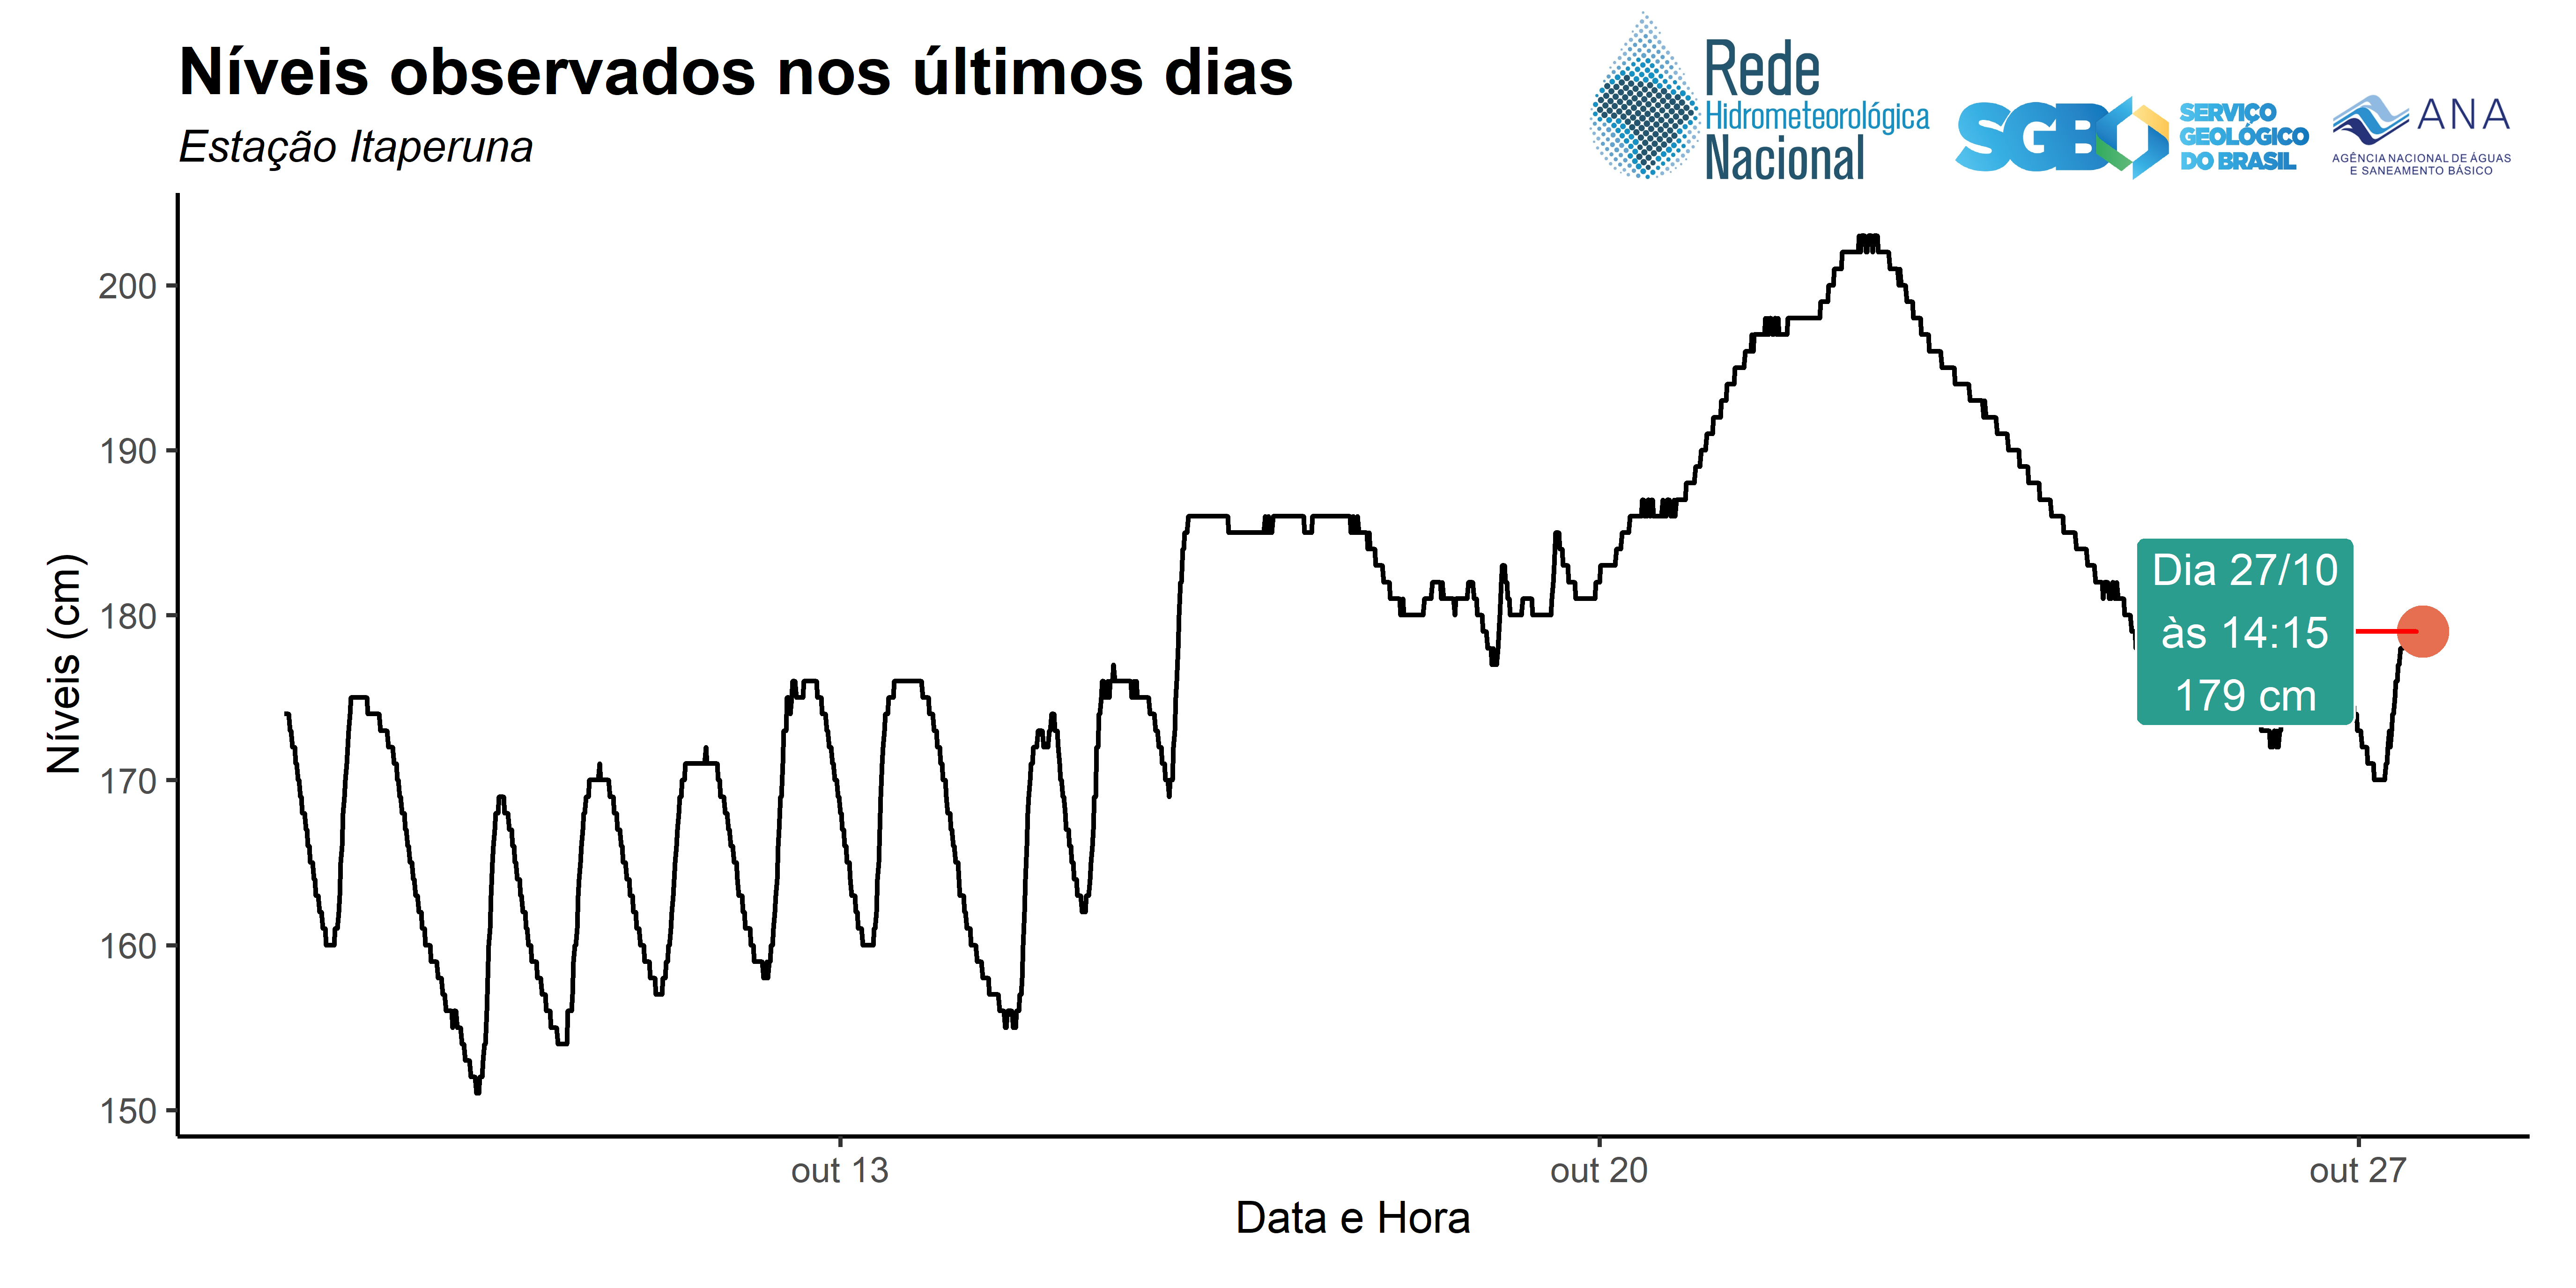 Níveis observados nos últimos dias
Estação Itaperuna
Rede
Hidrometeorológica
Nacional
SGB
SERVIÇO
GEOLÓGICO
DO BRASIL
ANA
AGÊNCIA NACIONAL DE ÁGUAS
E SANEAMENTO BÁSICO
Níveis (cm)
200
190
180
170
160
150
Dia 27/10
às 14:15
179 cm
out 13
out 20
out 27
Data e Hora